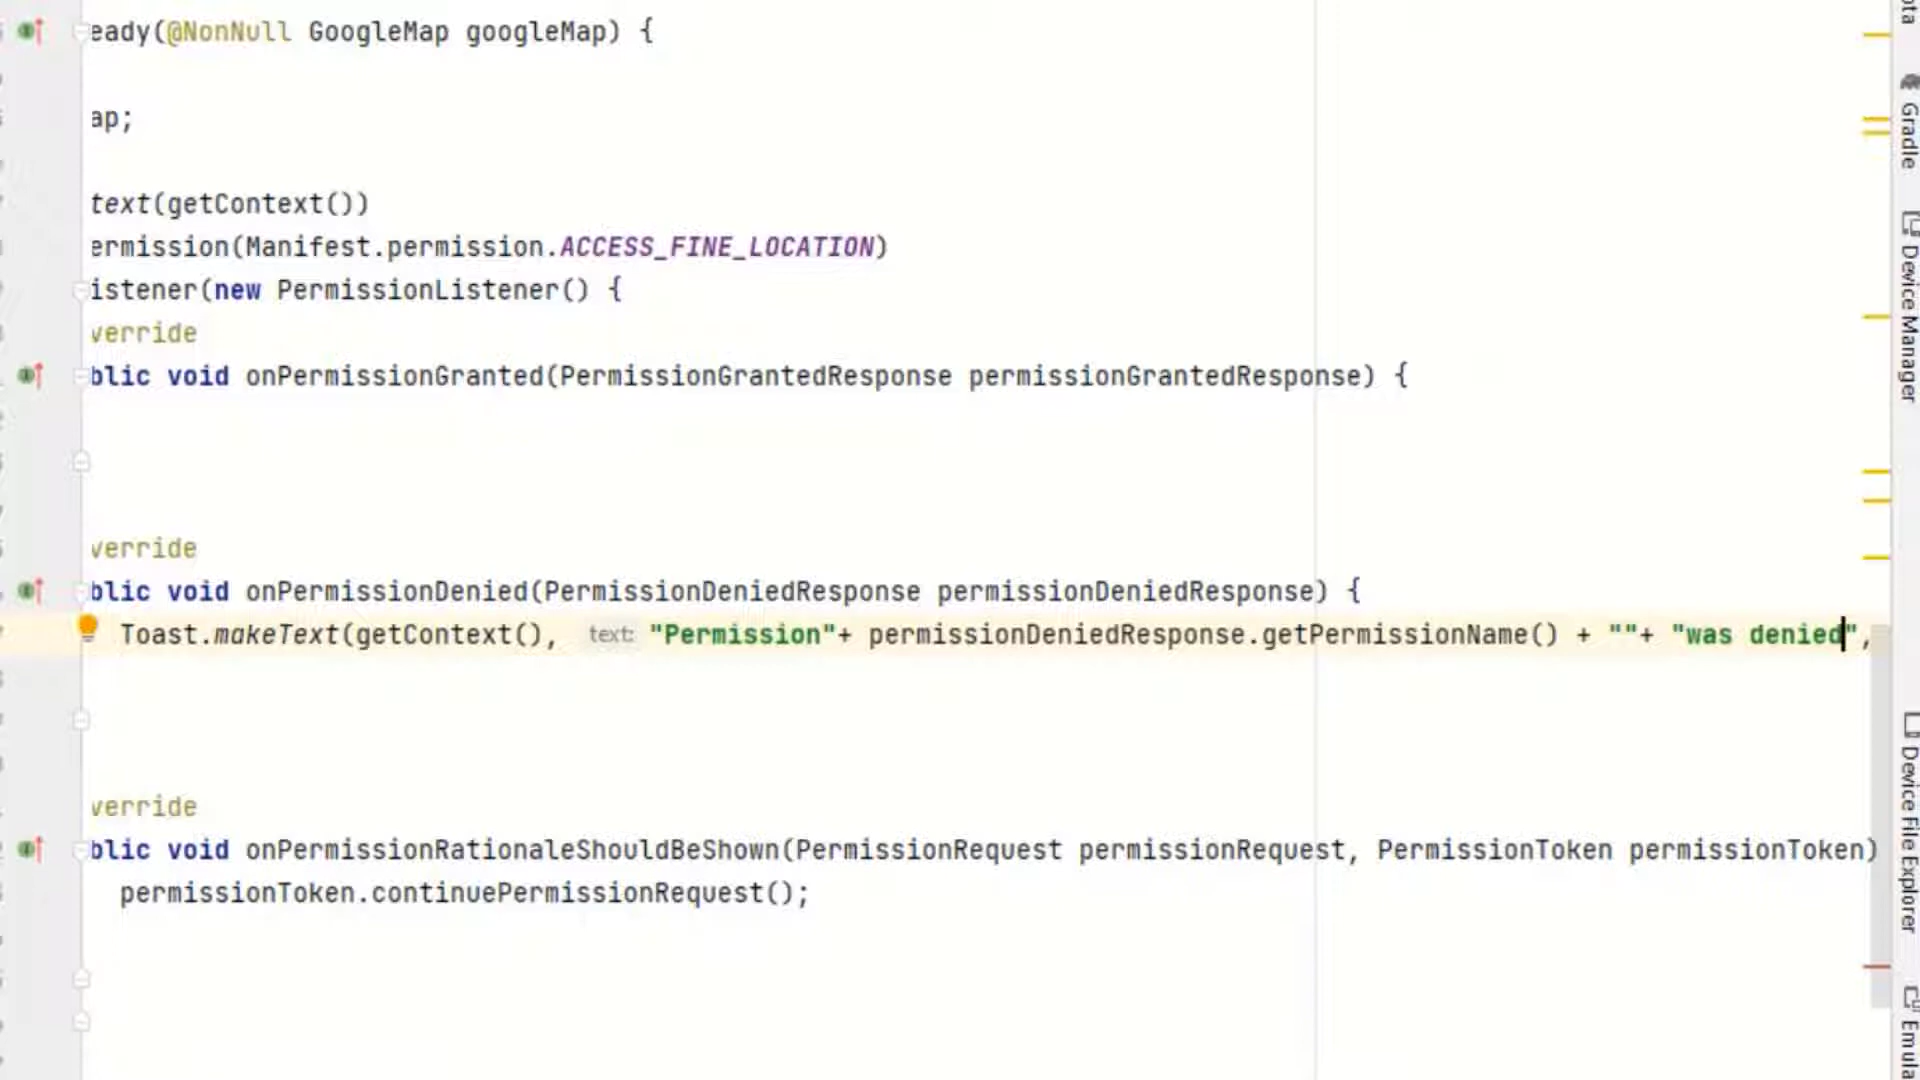 eady(@NonNull GoogleMap googleMap) {
ap;
text(getContext())
ermission(Manifest.permission.ACCESS_FINE_LOCATION)
istener(new PermissionListener() {
verride
blic void onPermissionGranted(PermissionGrantedResponse permissionGrantedResponse) {
verride
blic void onPermissionDenied(PermissionDeniedResponse permissionDeniedResponse) {
Toast.makeText(getContext(), text: "Permission"+ permissionDeniedResponse.getPermissionName() + ""+ "was denied",
verride
blic void onPermissionRationaleShouldBeShown(PermissionRequest permissionRequest, PermissionToken permissionToken)
permissionToken.continuePermissionRequest();
ota
Gradle
Device Manager
Device File Explorer
Emula